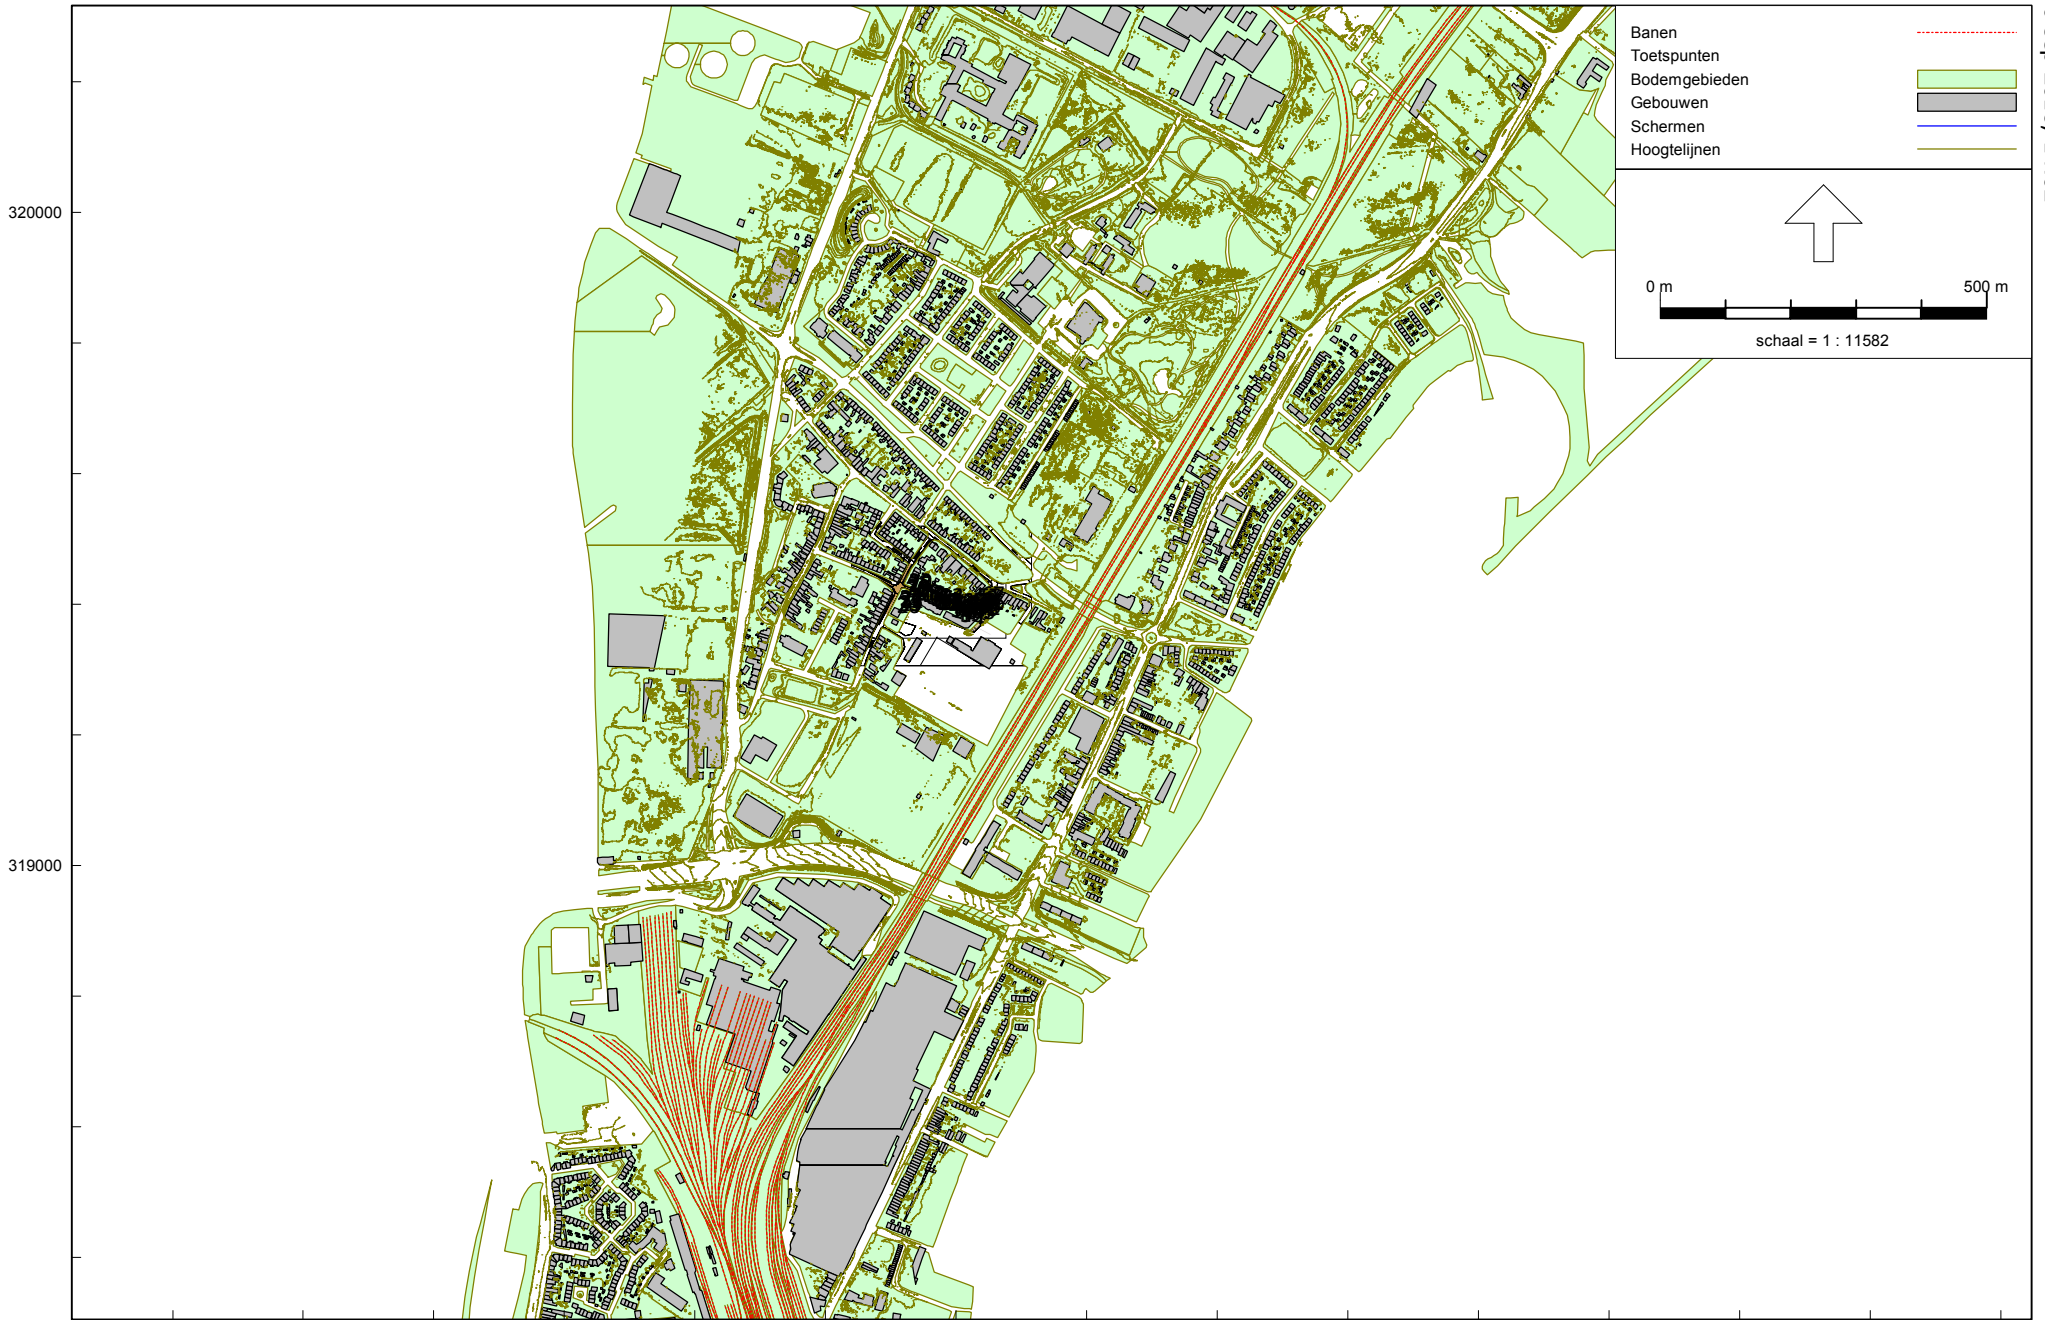 Banen
Toetspunten
Bodemgebieden
Gebouwen
Schermen
Hoogtelijnen
0 m 500 m
schaal = 1 : 11582
320000
319000